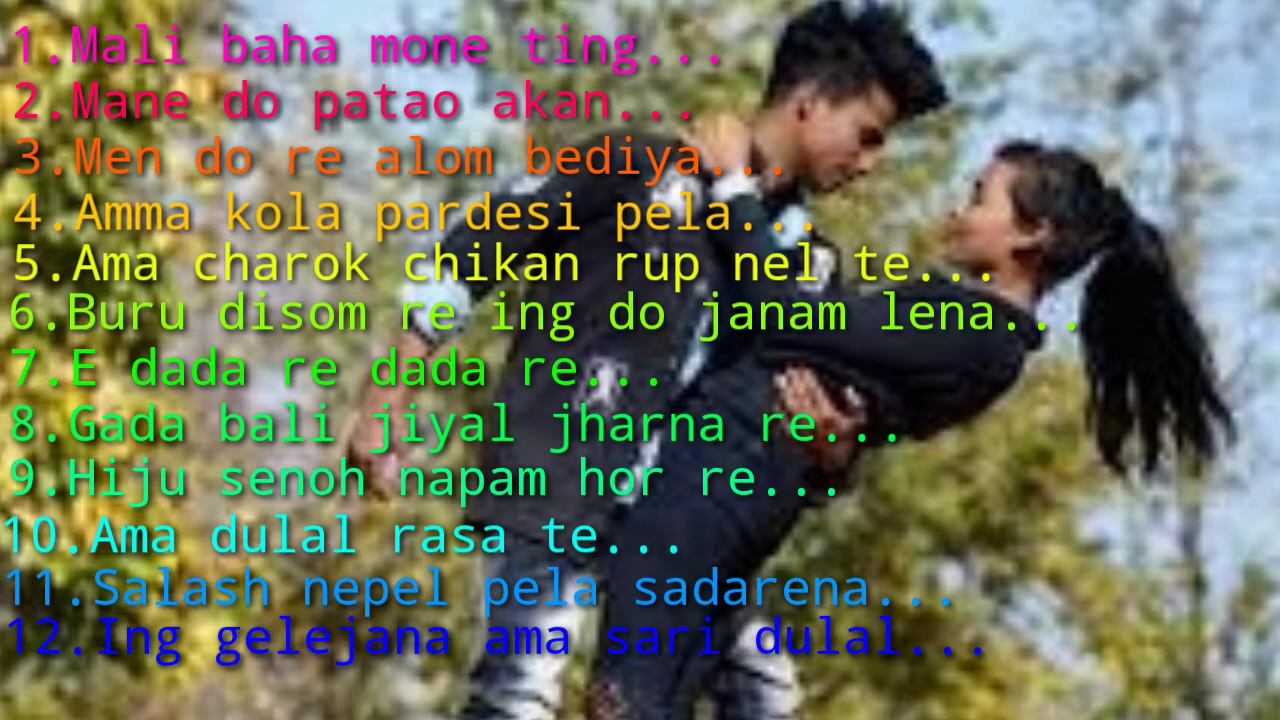 1.Mali baha mone ting...
2.Mane do patao akan...
3.Men do re alom bediya...
4.Amma kola pardesi pela...
5.Ama charok chikan rup nel te...
6.Buru disom re ing do janam lena...
7.E dada re dada re...
8.Gada bali jiyal jharna re...
9.Hiju senoh napam hor re...
10.Ama dulal rasa te...
11.Salash nepel pela sadarena...
12.Ing gelejana ama sari dulal...